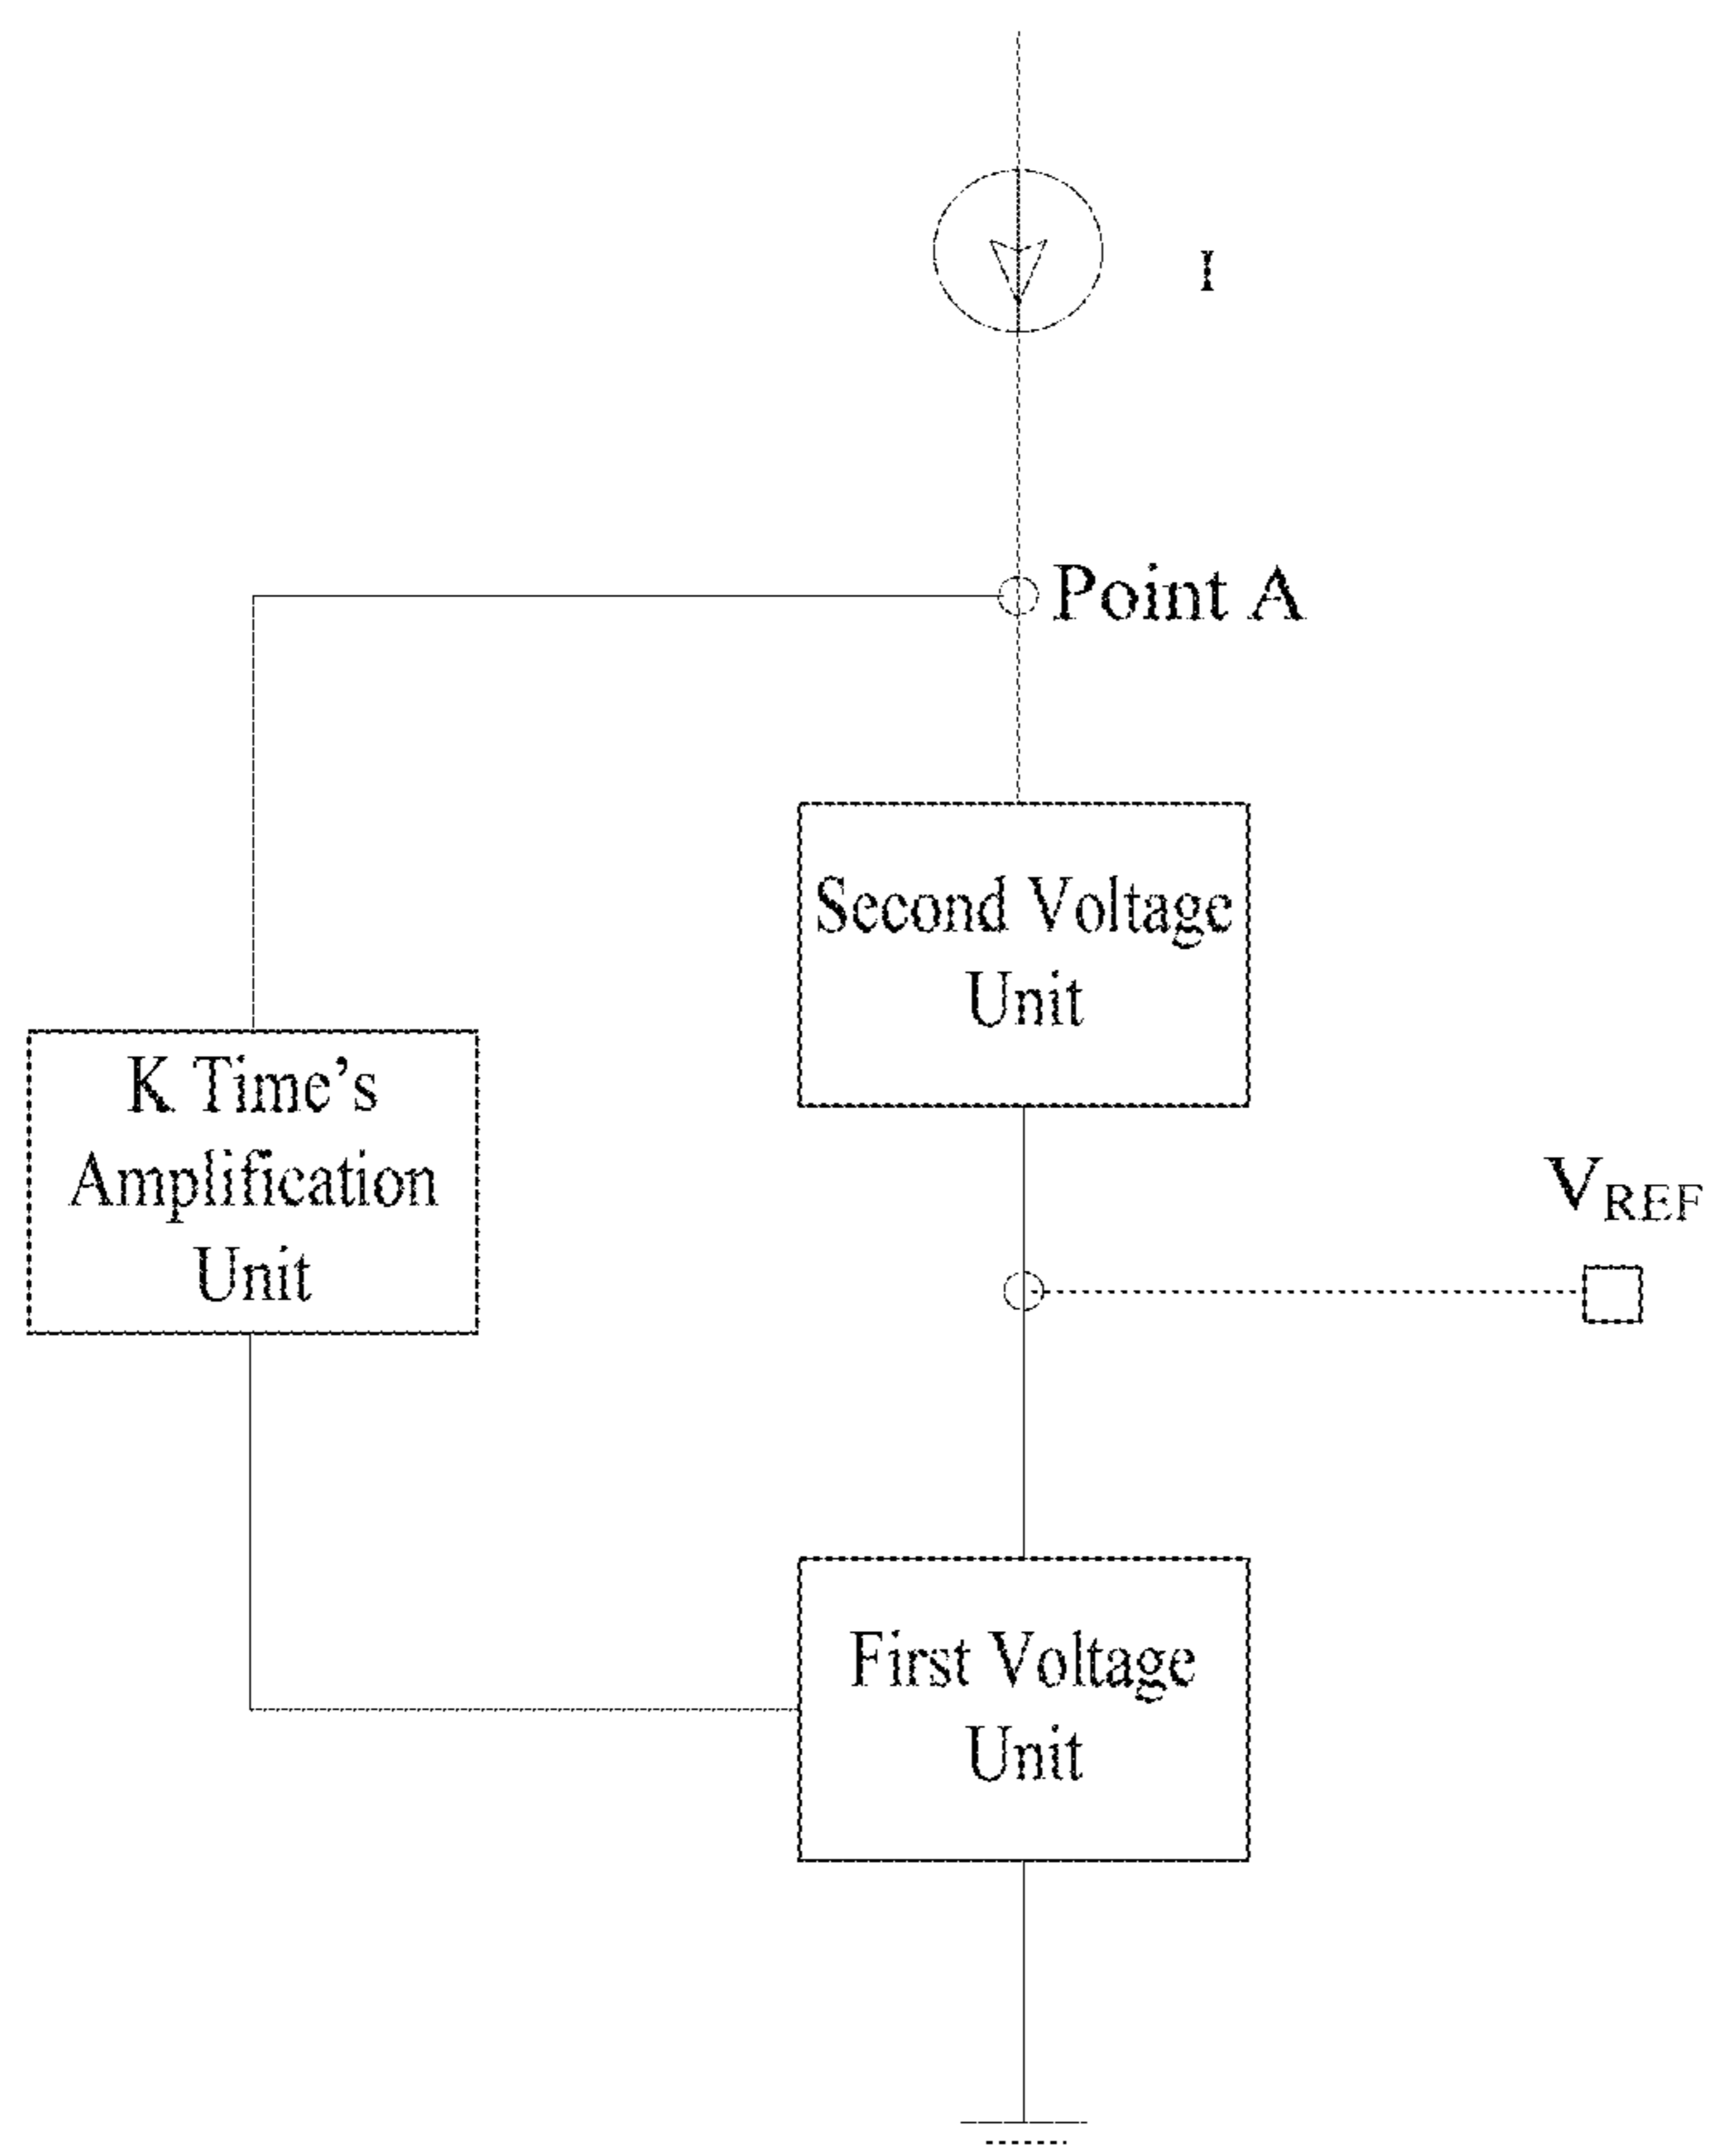 I
Point A
Second Voltage
Unit
K Time’s
Amplification
Unit
VREF
First Voltage
Unit